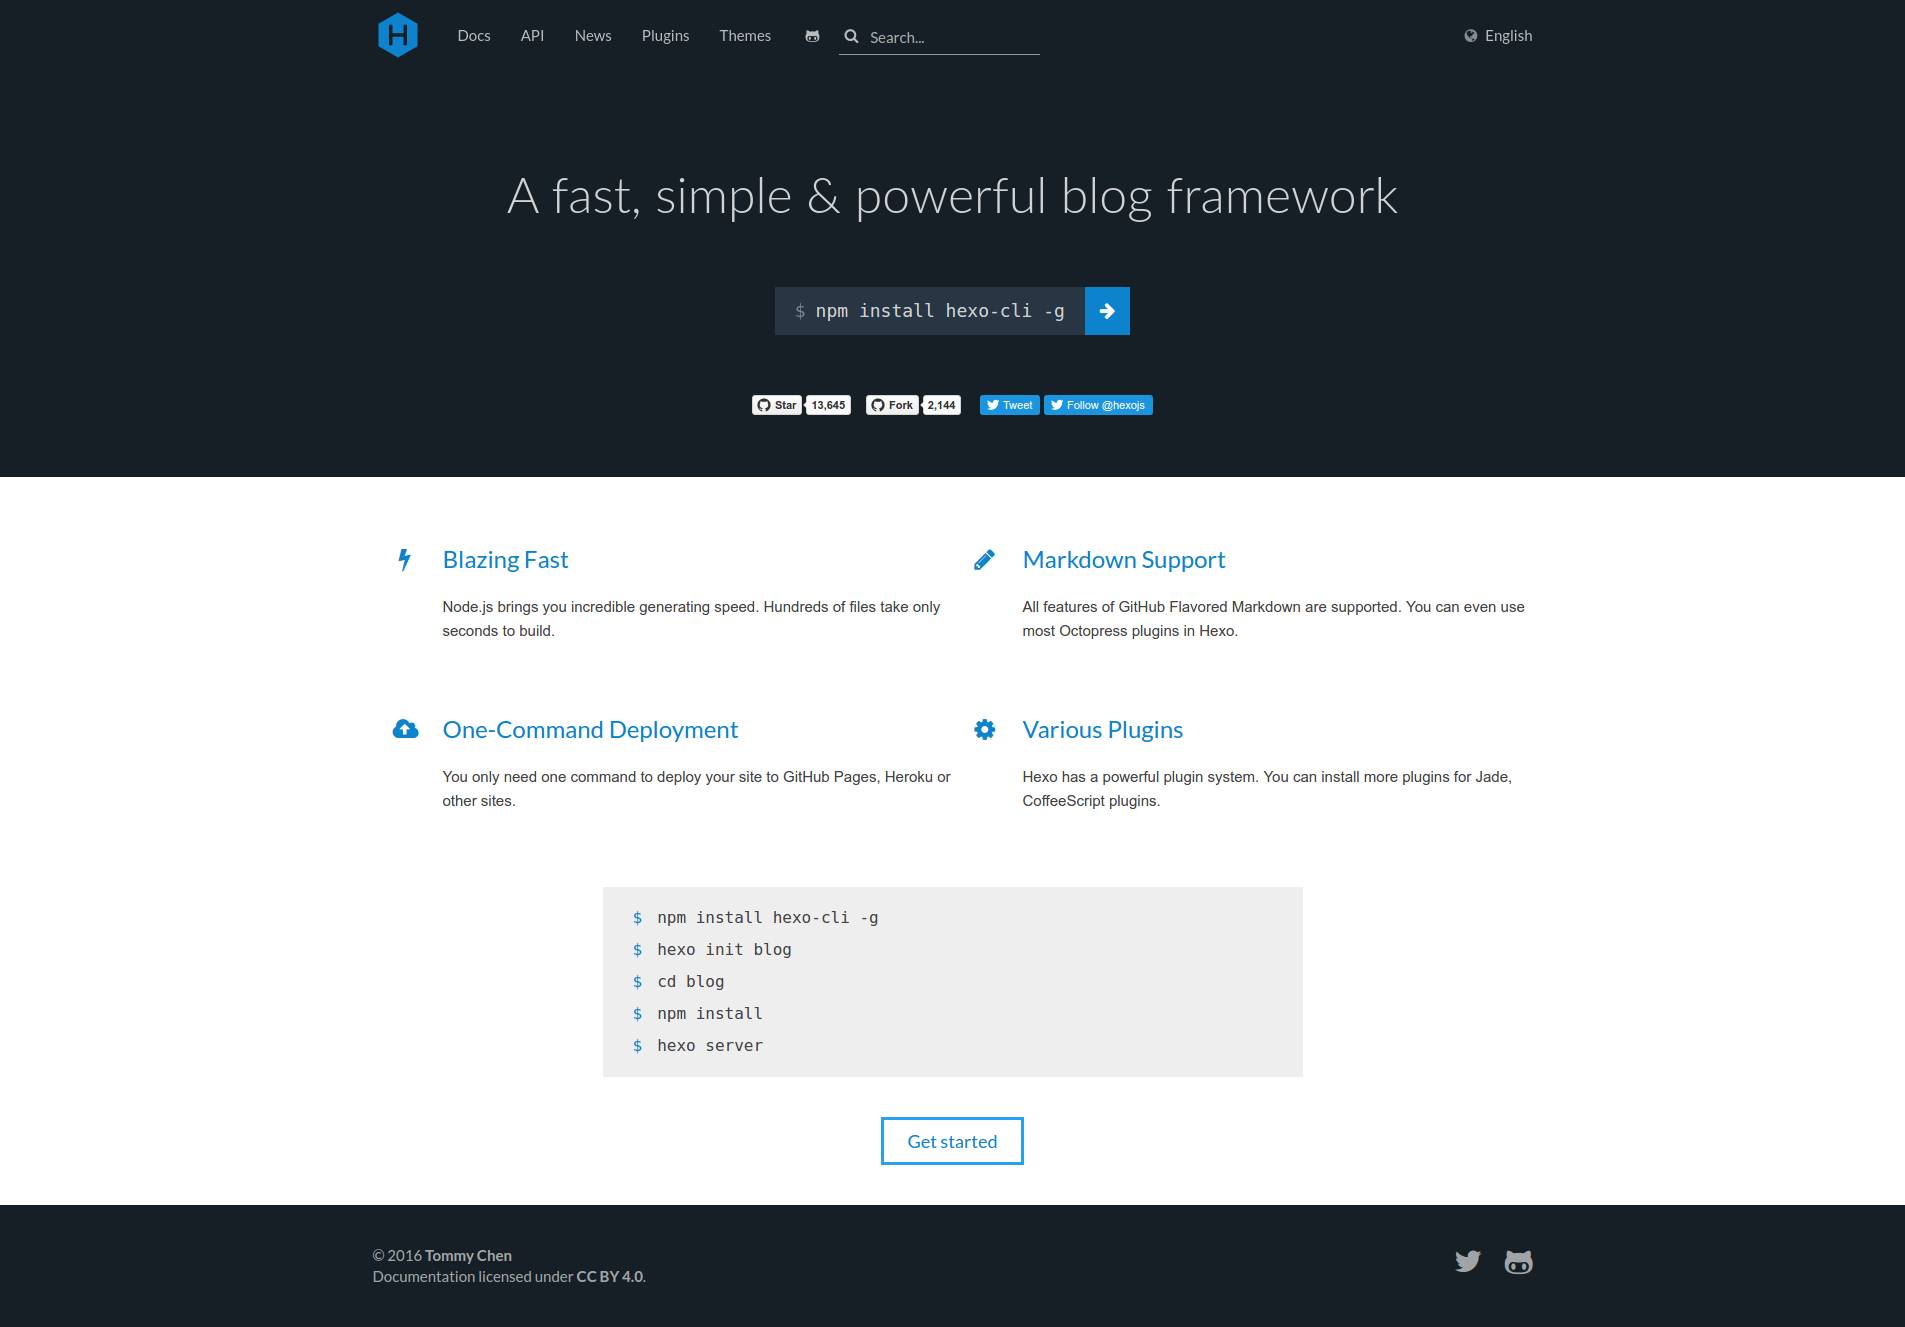 H
Docs API News Plugins Themes Search... English
A fast, simple & powerful blog framework
$ npm install hexo-cli -g
Star 13,645 Fork 2,144 Tweet Follow @hexojs
Blazing Fast
Node.js brings you incredible generating speed. Hundreds of files take only
seconds to build.
Markdown Support
All features of GitHub Flavored Markdown are supported. You can even use
most Octopress plugins in Hexo.
One-Command Deployment
You only need one command to deploy your site to GitHub Pages, Heroku or
other sites.
Various Plugins
Hexo has a powerful plugin system. You can install more plugins for Jade,
CoffeeScript plugins.
$ npm install hexo-cli -g
$ hexo init blog
$ cd blog
$ npm install
$ hexo server
Get started
© 2016 Tommy Chen
Documentation licensed under CC BY 4.0.